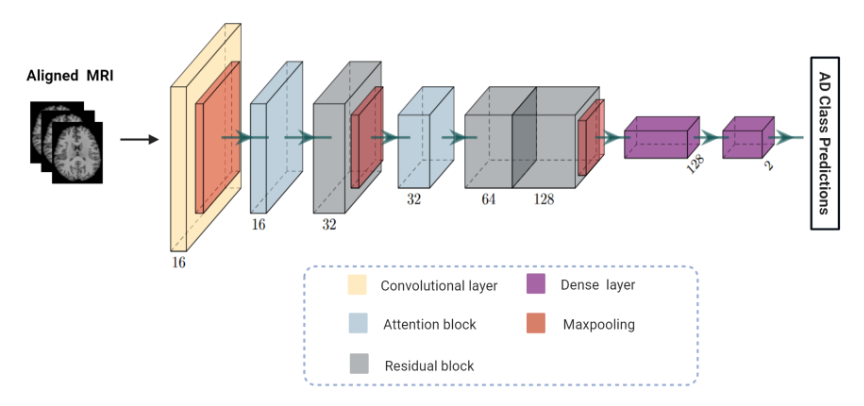 Aligned MRI
16
16
32
32
64
128
128
2
AD Class Predictions
Convolutional layer
Dense layer
Attention block
Maxpooling
Residual block